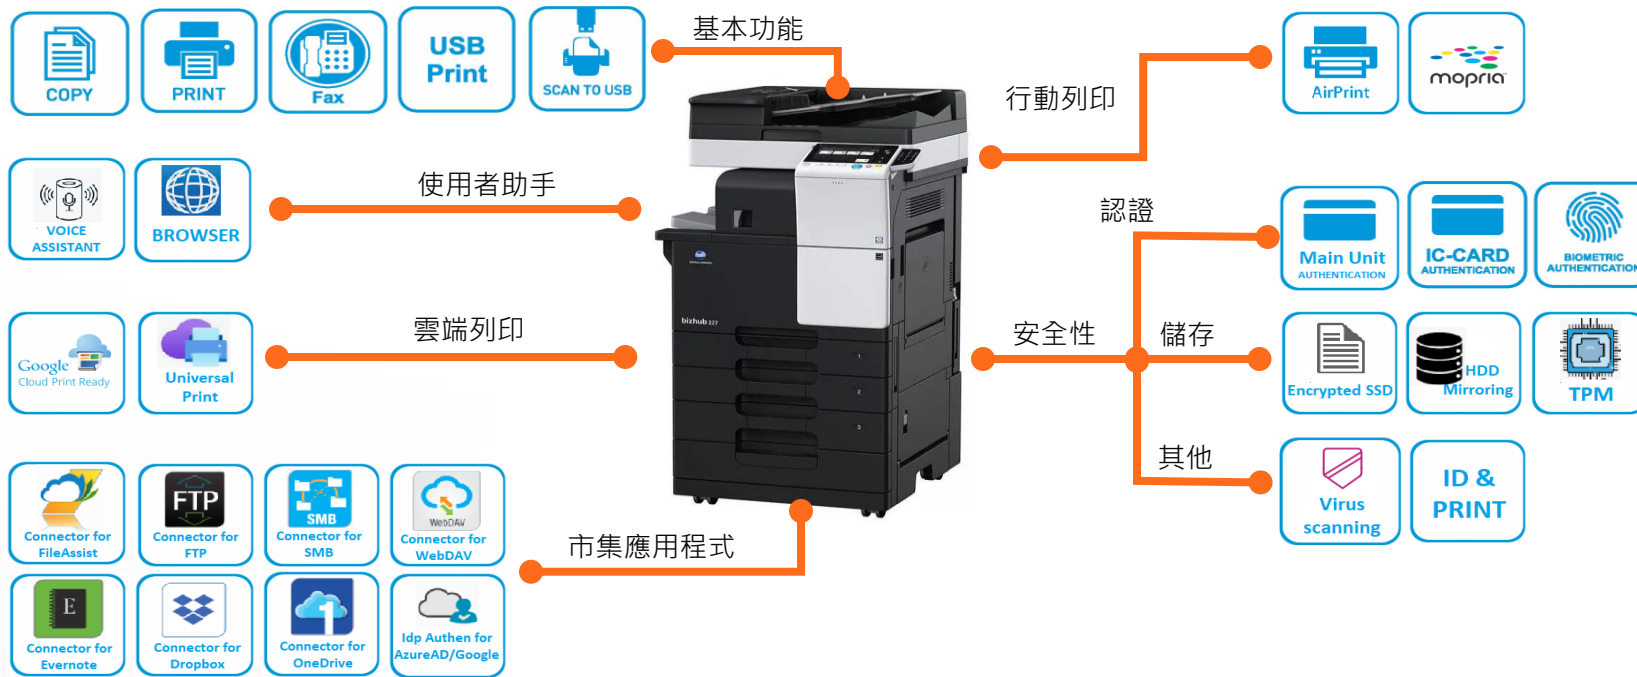 基本功能
COPY
PRINT
Fax
USB
Print
SCAN TO USB
行動列印
AirPrint
mopria
使用者助手
VOICE
ASSISTANT
BROWSER
認證
Main Unit
AUTHENTICATION
IC-CARD
AUTHENTICATION
BIOMETRIC
AUTHENTICATION
雲端列印
Google
Cloud Print Ready
Universal
Print
bizhub 227
1
2
3
安全性
儲存
Encrypted SSD
HDD
Mirroring
TPM
其他
Virus
scanning
ID &
PRINT
市集應用程式
Connector for
FileAssist
FTP
Connector for
FTP
SMB
Connector for
SMB
WebDAV
Connector for
WebDAV
E
Connector for
Evernote
Connector for
Dropbox
1
Connector for
OneDrive
Idp Authen for
AzureAD/Google